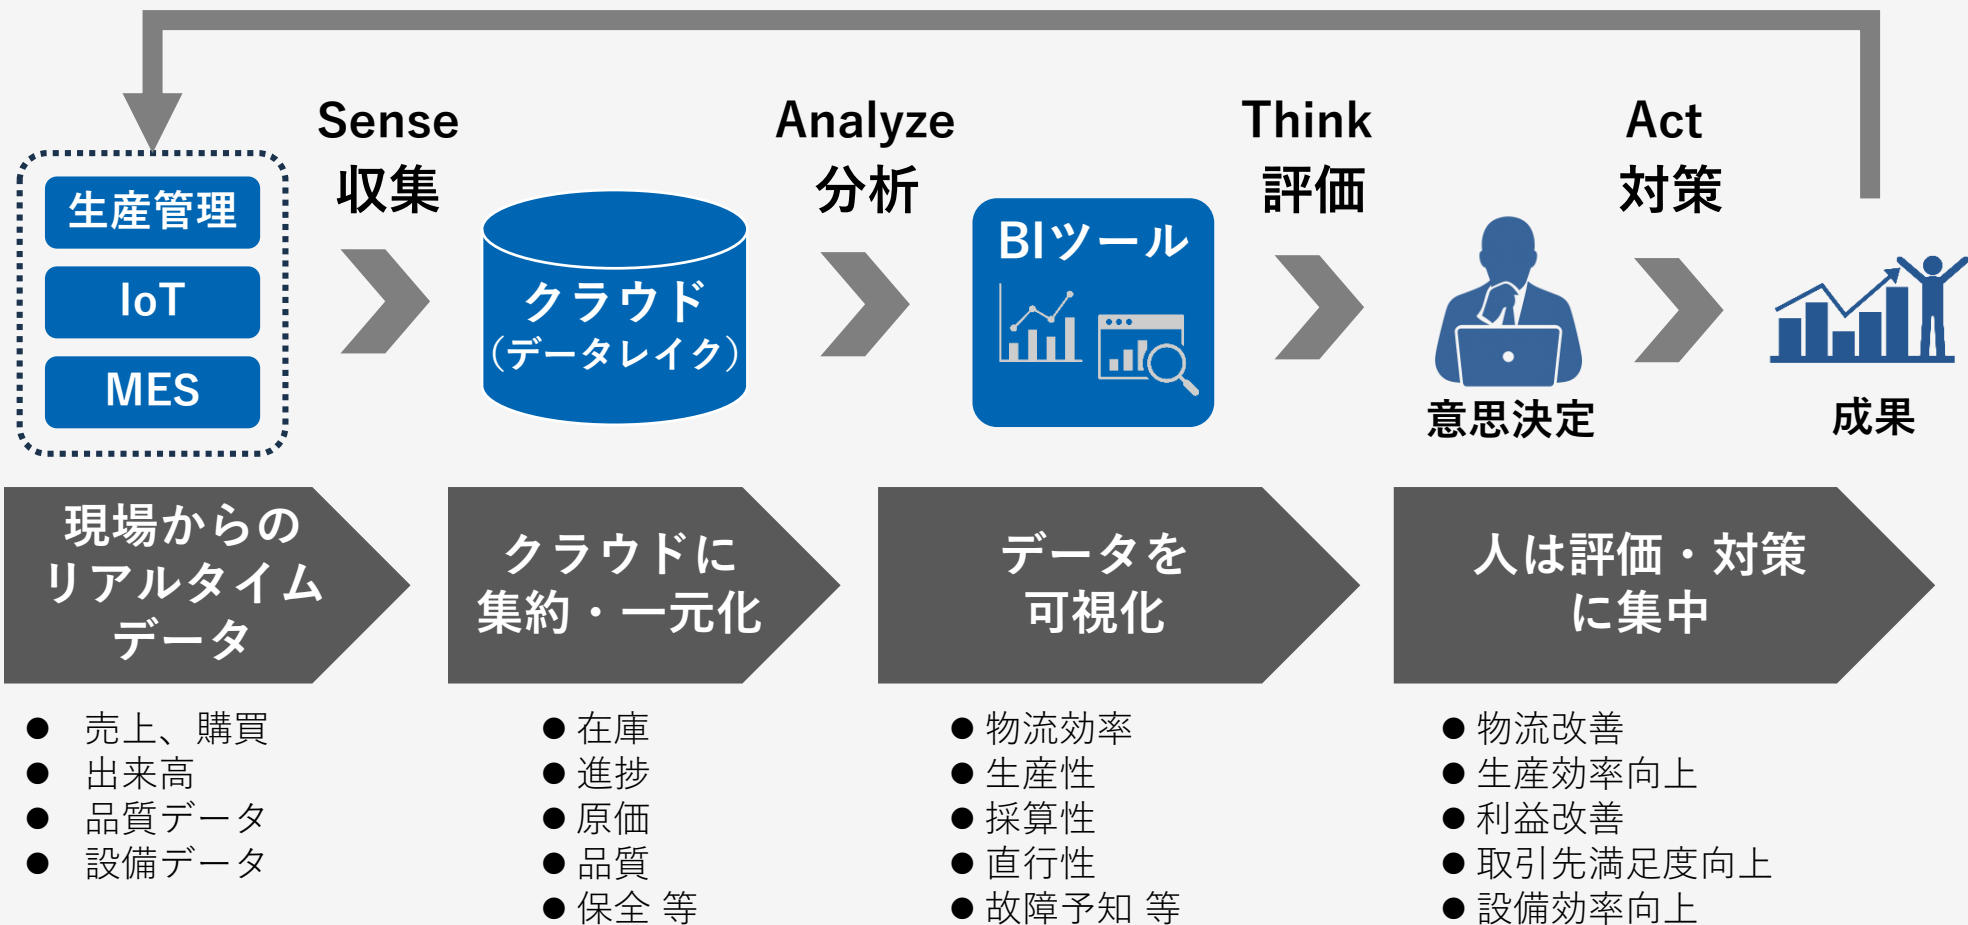 Sense
収集
Analyze
分析
Think
評価
Act
対策
生産管理
IoT
MES
クラウド
（データレイク）
BIツール
意思決定
成果
現場からの
リアルタイム
データ
クラウドに
集約・一元化
データを
可視化
人は評価・対策
に集中
● 売上、購買
● 出来高
● 品質データ
● 設備データ
● 在庫
● 進捗
● 原価
● 品質
● 保全 等
● 物流効率
● 生産性
● 採算性
● 直行性
● 故障予知 等
● 物流改善
● 生産効率向上
● 利益改善
● 取引先満足度向上
● 設備効率向上